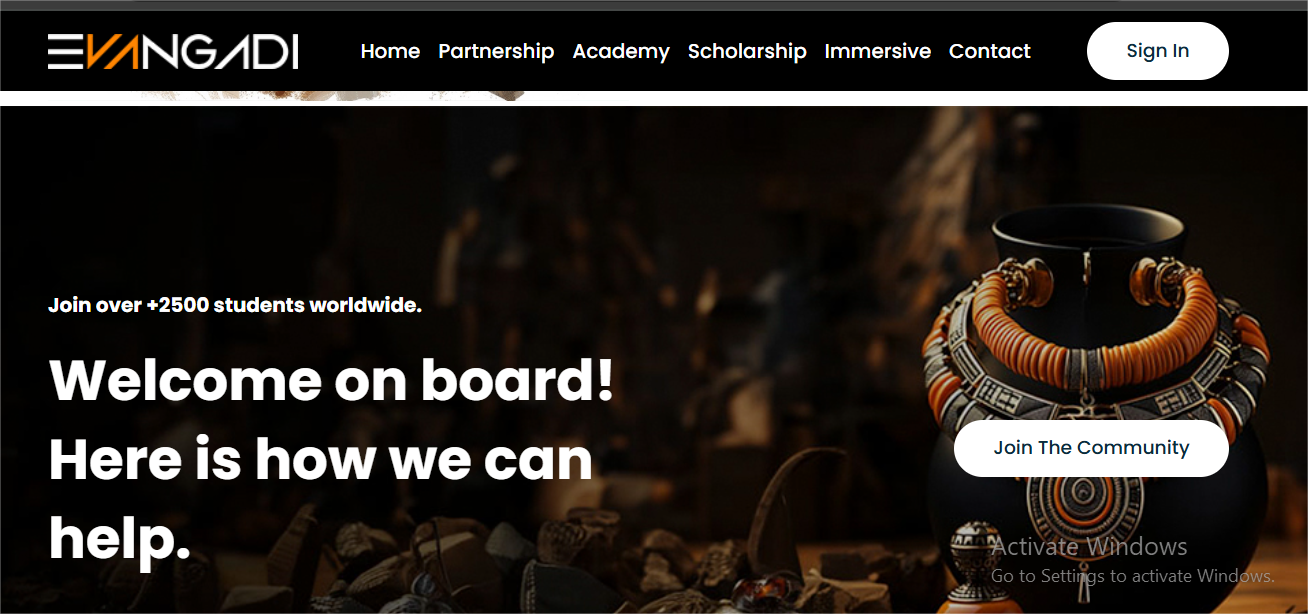 EVANGADI Home Partnership Academy Scholarship Immersive Contact Sign In
Join over +2500 students worldwide.
Welcome on board!
Here is how we can
help.
Join The Community
Activate Windows
Go to Settings to activate Windows.